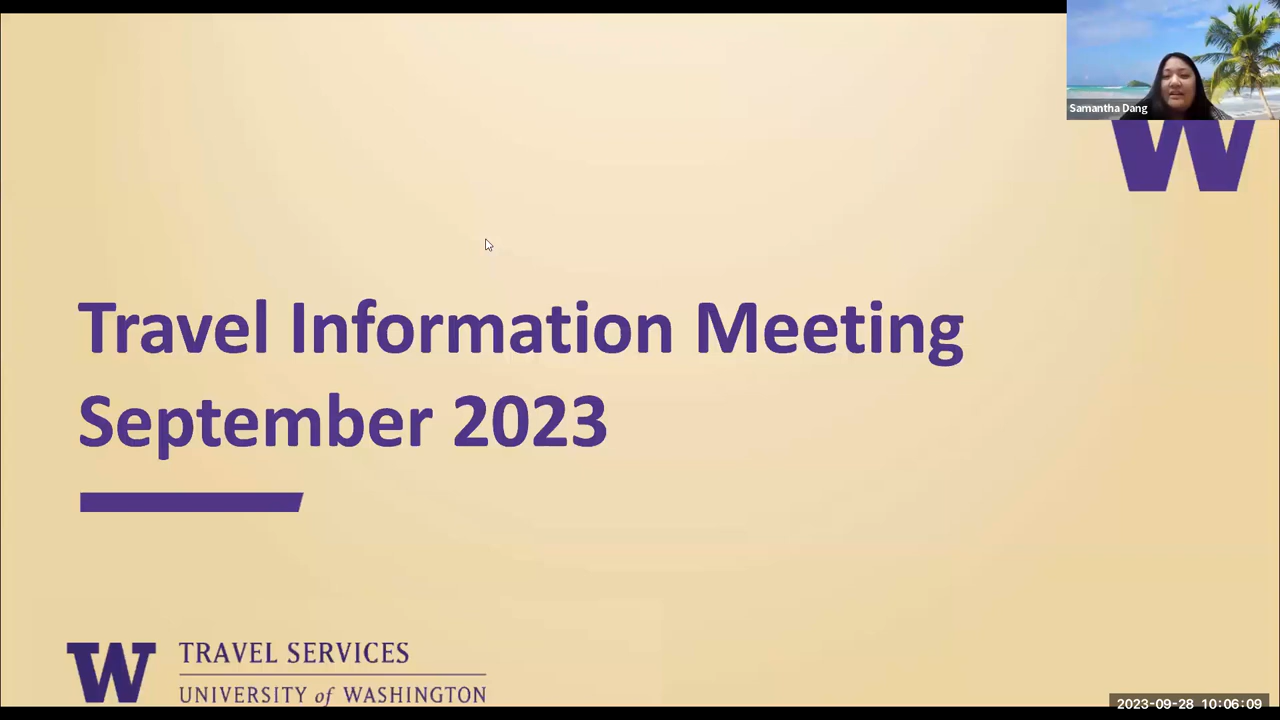 Samantha Dang
W
Travel Information Meeting
September 2023
W
TRAVEL SERVICES
UNIVERSITY of WASHINGTON
2023-09-28 10:06:09